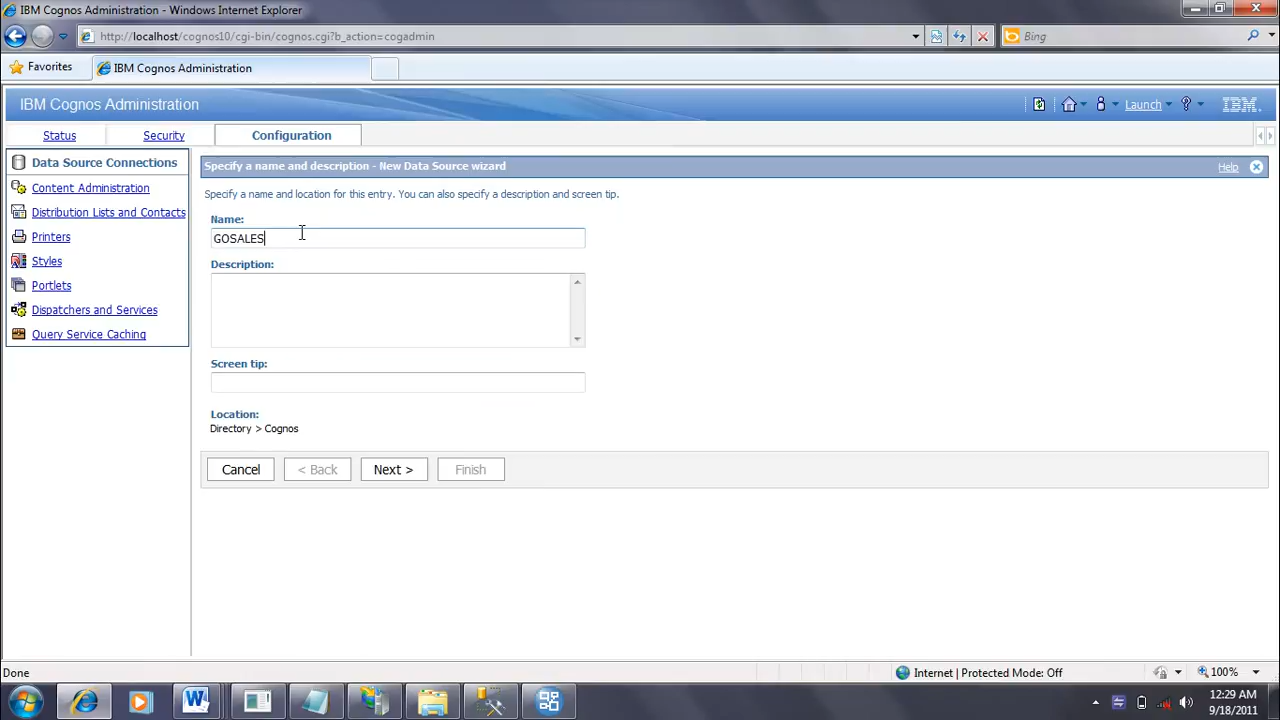 IBM Cognos Administration - Windows Internet Explorer
http://localhost/cognos10/cgi-bin/cognos.cgi?b_action=cogadmin
Bing
Favorites
IBM Cognos Administration
IBM Cognos Administration
Launch
IBM.
Status
Security
Configuration
Data Source Connections
Content Administration
Distribution Lists and Contacts
Printers
Styles
Portlets
Dispatchers and Services
Query Service Caching
Specify a name and description - New Data Source wizard
Help
Specify a name and location for this entry. You can also specify a description and screen tip.
Name:
GOSALES
Description:
Screen tip:
Location:
Directory > Cognos
Cancel
< Back
Next >
Finish
Done
Internet | Protected Mode: Off
100%
12:29 AM
9/18/2011